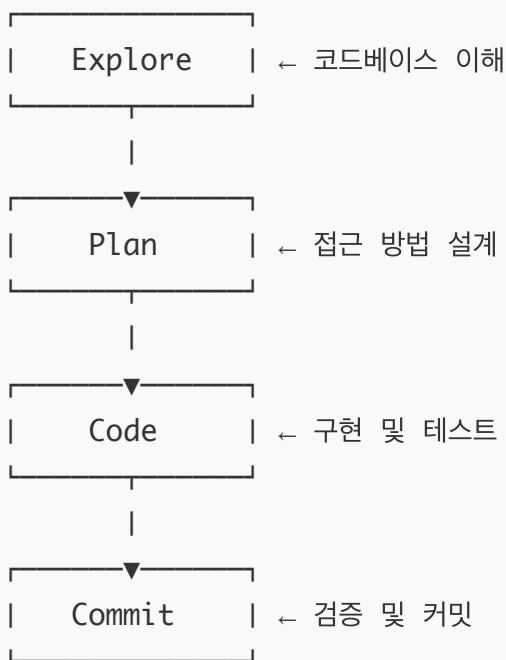 Explore ← 코드베이스 이해
Plan ← 접근 방법 설계
Code ← 구현 및 테스트
Commit ← 검증 및 커밋